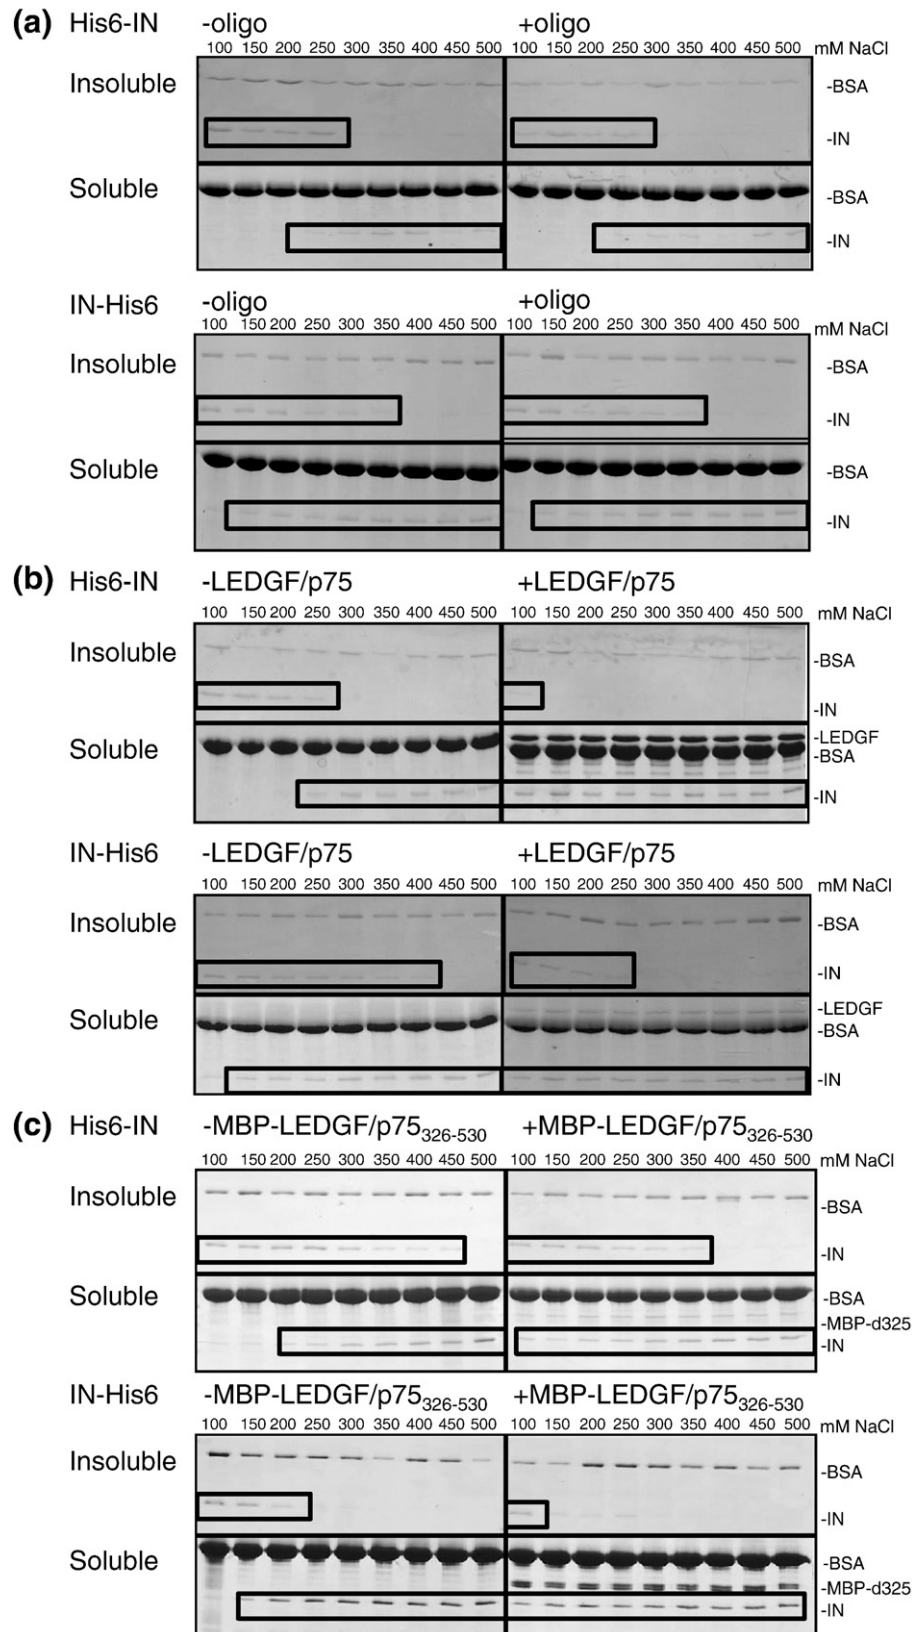 (a) His6-IN -oligo +oligo
100 150 200 250 300 350 400 450 500 100 150 200 250 300 350 400 450 500 mM NaCl
Insoluble -BSA
-IN
Soluble -BSA
-IN
IN-His6 -oligo +oligo
100 150 200 250 300 350 400 450 500 100 150 200 250 300 350 400 450 500 mM NaCl
Insoluble -BSA
-IN
Soluble -BSA
-IN
(b) His6-IN -LEDGF/p75 +LEDGF/p75
100 150 200 250 300 350 400 450 500 100 150 200 250 300 350 400 450 500 mM NaCl
Insoluble -BSA
-IN
Soluble -LEDGF
-BSA
-IN
IN-His6 -LEDGF/p75 +LEDGF/p75
100 150 200 250 300 350 400 450 500 100 150 200 250 300 350 400 450 500 mM NaCl
Insoluble -BSA
-IN
Soluble -LEDGF
-BSA
-IN
(c) His6-IN -MBP-LEDGF/p75326-530 +MBP-LEDGF/p75326-530
100 150 200 250 300 350 400 450 500 100 150 200 250 300 350 400 450 500 mM NaCl
Insoluble -BSA
-IN
Soluble -BSA
-MBP-d325
-IN
IN-His6 -MBP-LEDGF/p75326-530 +MBP-LEDGF/p75326-530
100 150 200 250 300 350 400 450 500 100 150 200 250 300 350 400 450 500 mM NaCl
Insoluble -BSA
-IN
Soluble -BSA
-MBP-d325
-IN